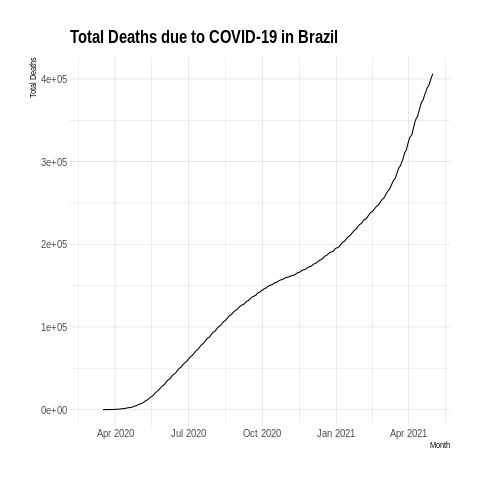 Total Deaths due to COVID-19 in Brazil
Total Deaths
4e+05
3e+05
2e+05
1e+05
0e+00
Apr 2020 Jul 2020 Oct 2020 Jan 2021 Apr 2021
Month